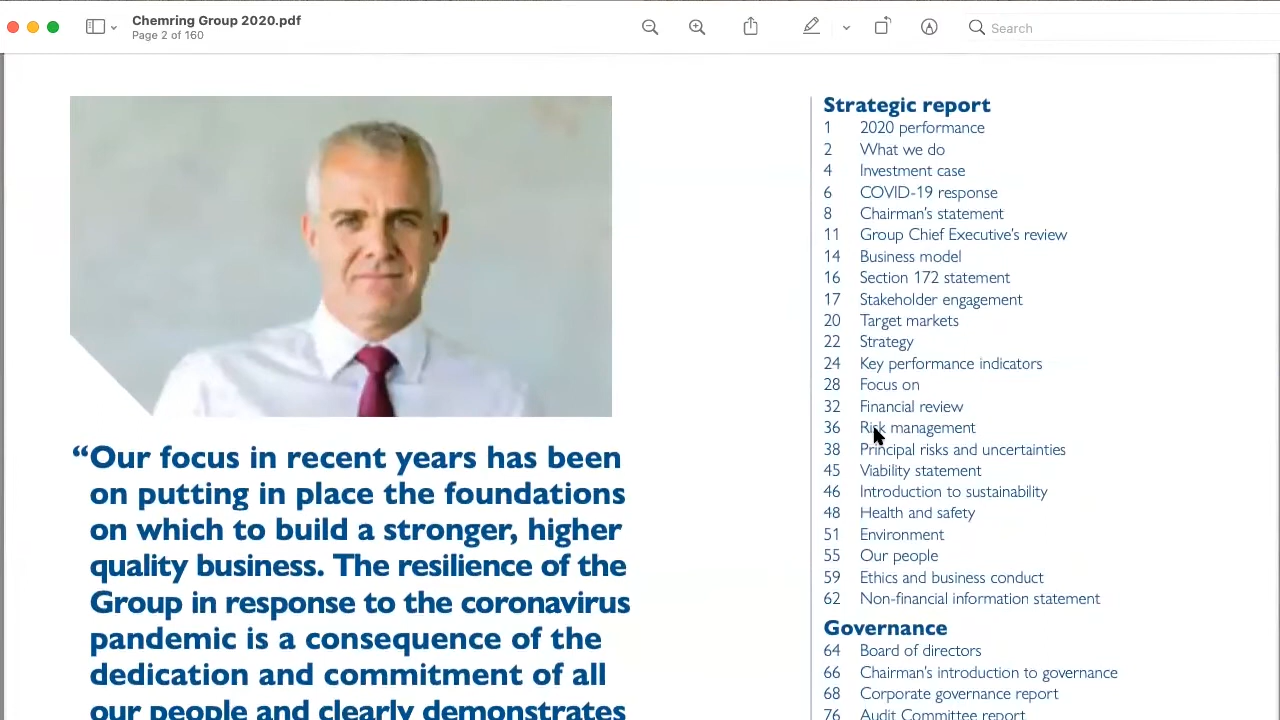 Chemring Group 2020.pdf
Page 2 of 160
Search
“Our focus in recent years has been
on putting in place the foundations
on which to build a stronger, higher
quality business. The resilience of the
Group in response to the coronavirus
pandemic is a consequence of the
dedication and commitment of all
our people and clearly demonstrates
Strategic report
1 2020 performance
2 What we do
4 Investment case
6 COVID-19 response
8 Chairman’s statement
11 Group Chief Executive’s review
14 Business model
16 Section 172 statement
17 Stakeholder engagement
20 Target markets
22 Strategy
24 Key performance indicators
28 Focus on
32 Financial review
36 Risk management
38 Principal risks and uncertainties
45 Viability statement
46 Introduction to sustainability
48 Health and safety
51 Environment
55 Our people
59 Ethics and business conduct
62 Non-financial information statement
Governance
64 Board of directors
66 Chairman’s introduction to governance
68 Corporate governance report
76 Audit Committee report